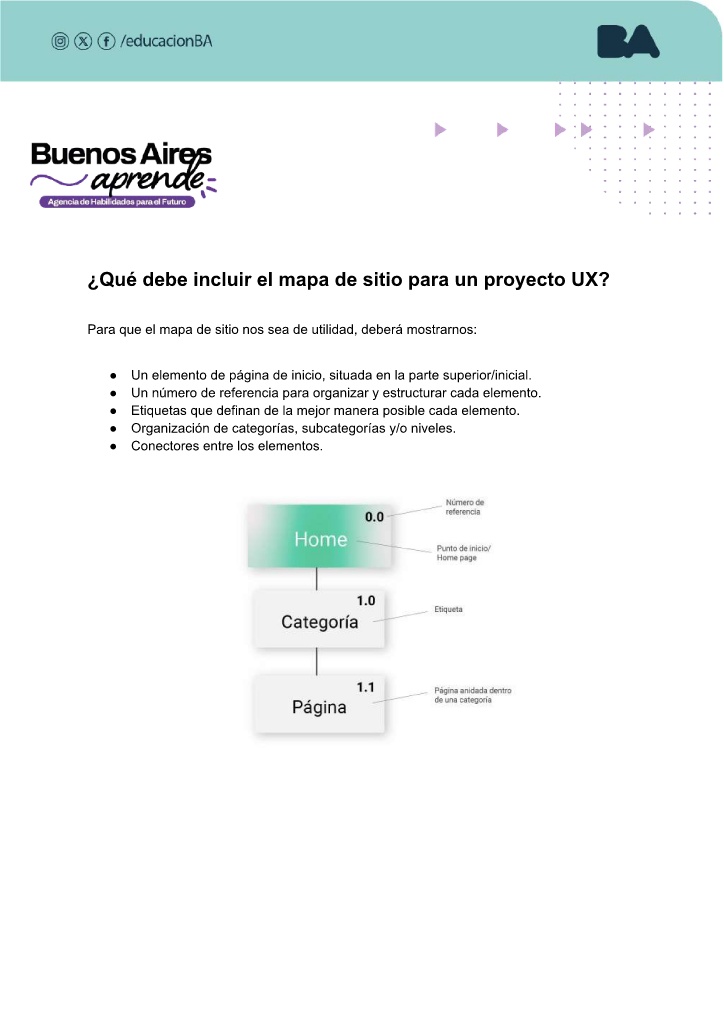 /educacionBA
BA
Buenos Aires
aprende
Agencia de Habilidades para el Futuro
¿Qué debe incluir el mapa de sitio para un proyecto UX?
Para que el mapa de sitio nos sea de utilidad, deberá mostrarnos:
● Un elemento de página de inicio, situada en la parte superior/inicial.
● Un número de referencia para organizar y estructurar cada elemento.
● Etiquetas que definan de la mejor manera posible cada elemento.
● Organización de categorías, subcategorías y/o niveles.
● Conectores entre los elementos.
0.0
Home
Número de
referencia
Punto de inicio/
Home page
1.0
Categoría
Etiqueta
1.1
Página
Página anidada dentro
de una categoría